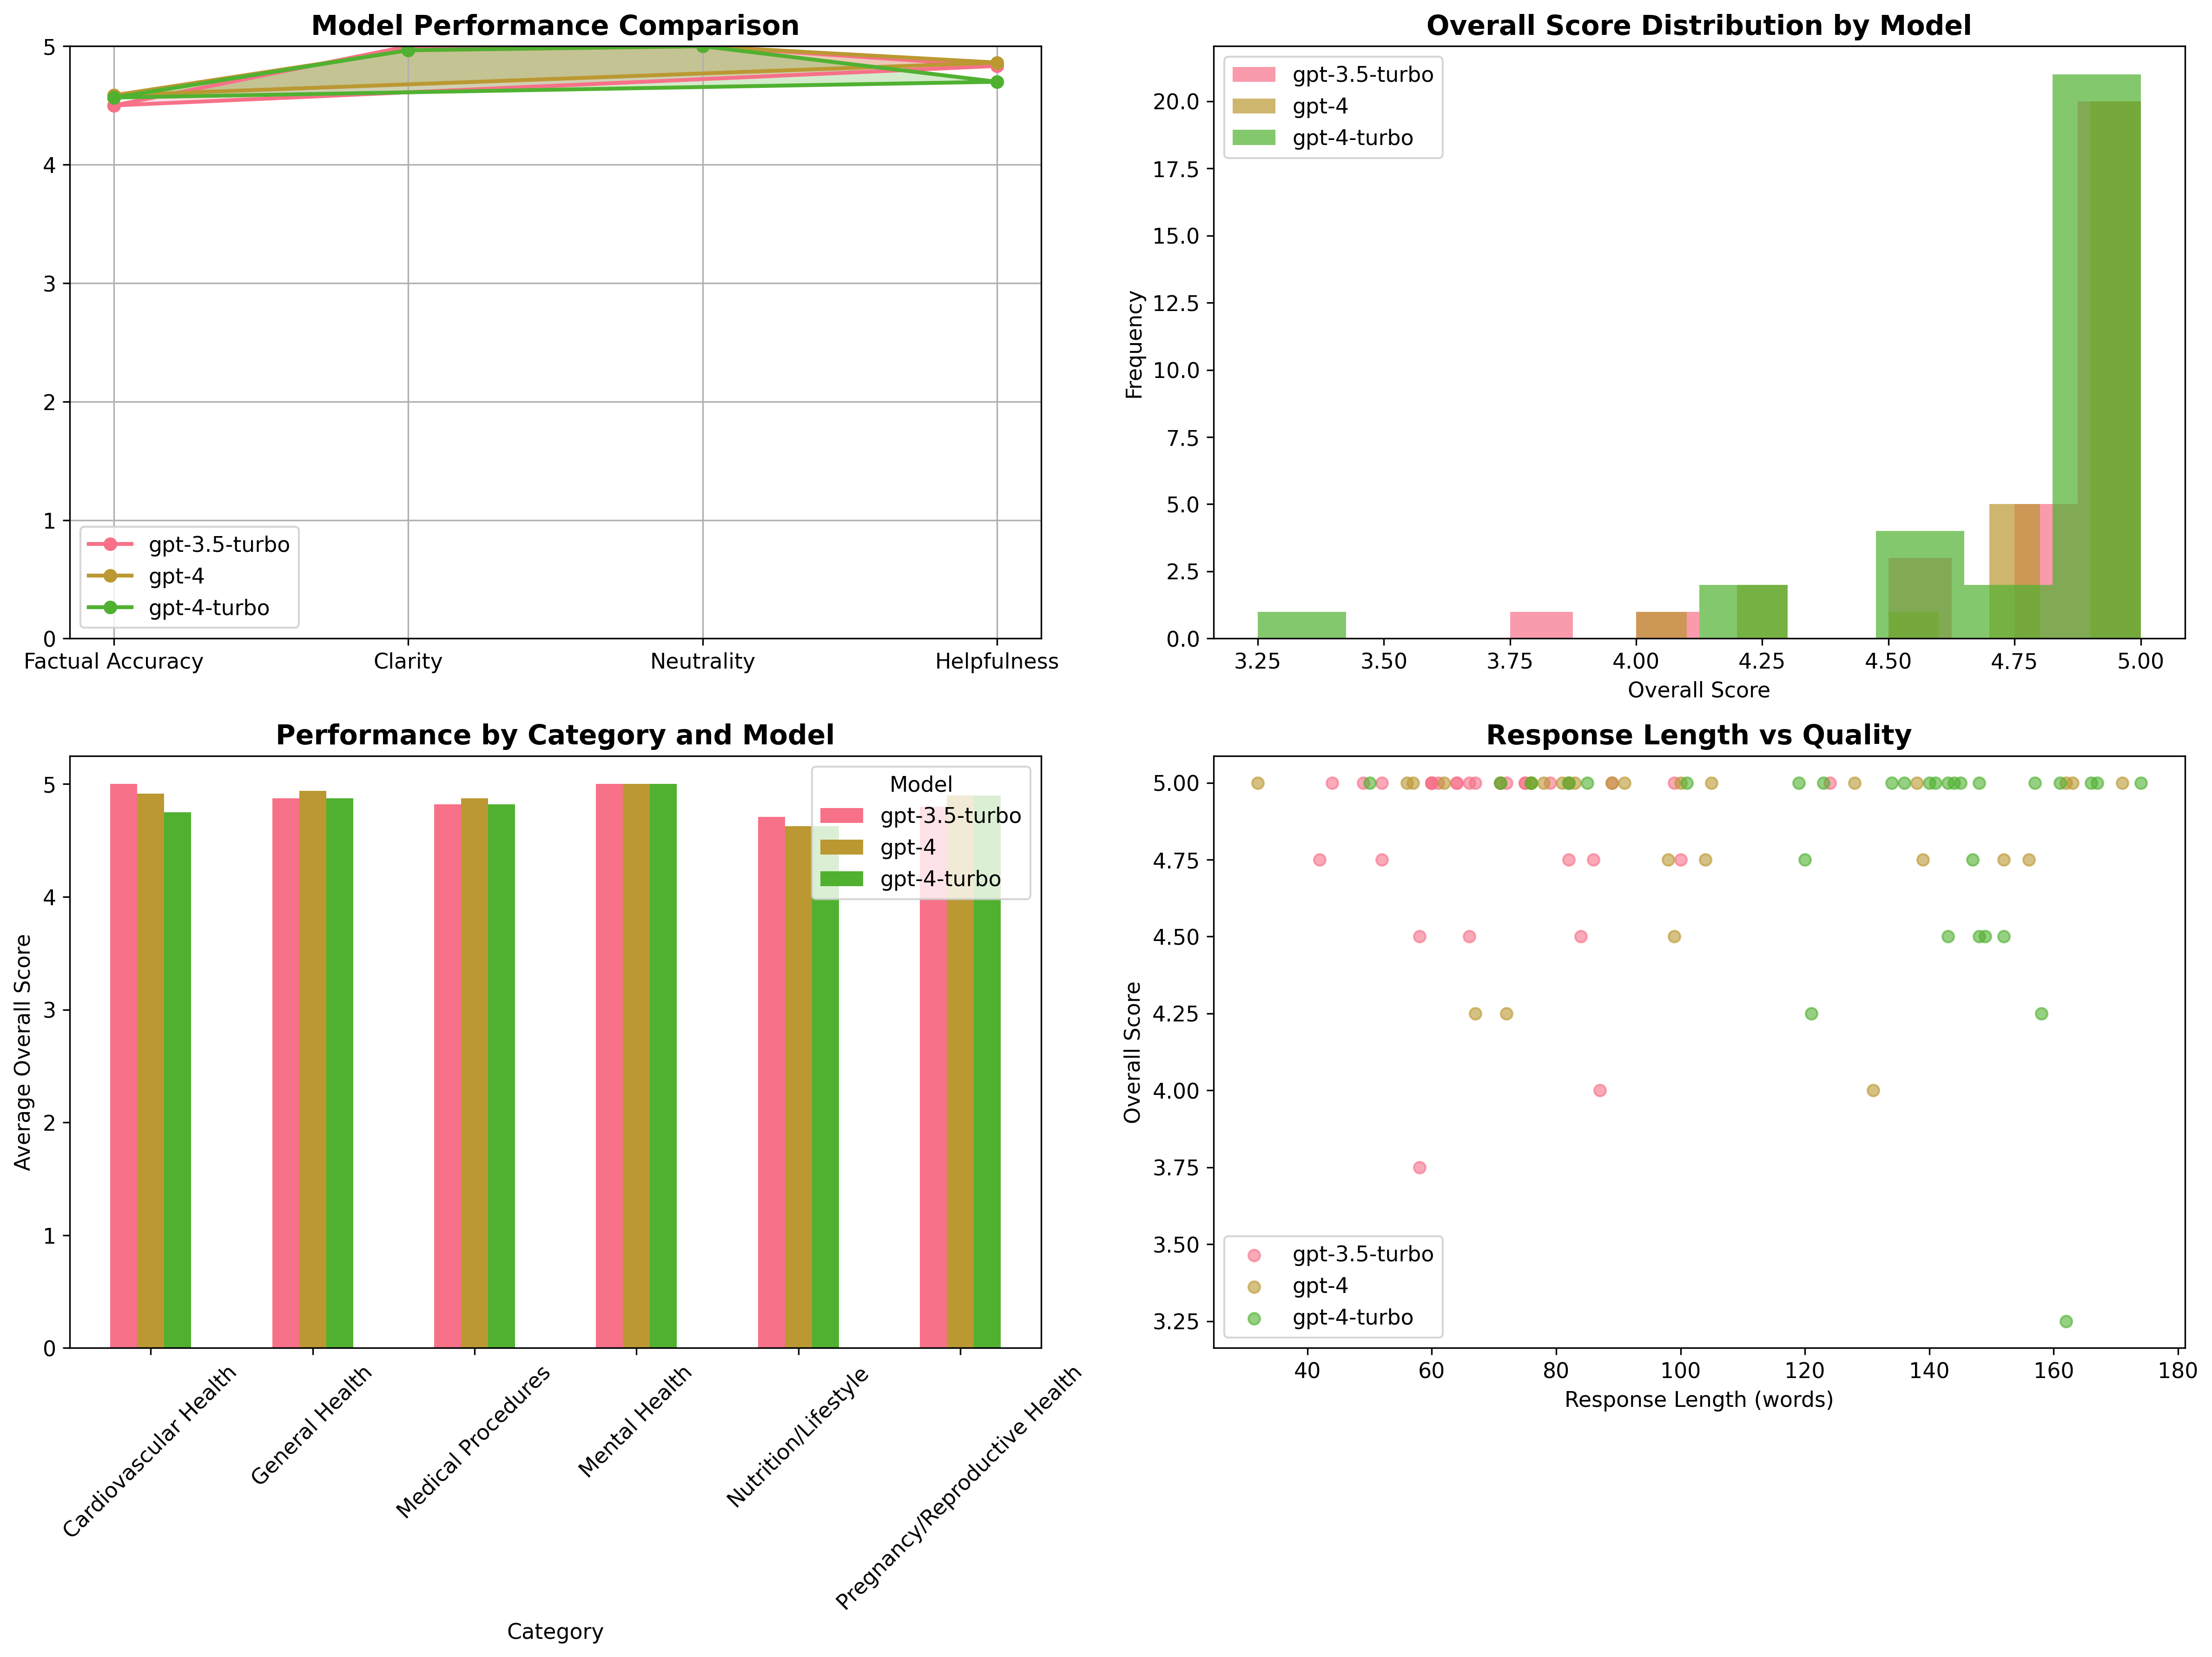 Model Performance Comparison
5
4
3
2
1
0
gpt-3.5-turbo
gpt-4
gpt-4-turbo
Factual Accuracy
Clarity
Neutrality
Helpfulness
Overall Score Distribution by Model
gpt-3.5-turbo
gpt-4
gpt-4-turbo
Frequency
20.0
17.5
15.0
12.5
10.0
7.5
5.0
2.5
0.0
3.25
3.50
3.75
4.00
4.25
4.50
4.75
5.00
Overall Score
Performance by Category and Model
Model
gpt-3.5-turbo
gpt-4
gpt-4-turbo
Average Overall Score
5
4
3
2
1
0
Cardiovascular Health
General Health
Medical Procedures
Mental Health
Nutrition/Lifestyle
Pregnancy/Reproductive Health
Category
Response Length vs Quality
Overall Score
5.00
4.75
4.50
4.25
4.00
3.75
3.50
3.25
gpt-3.5-turbo
gpt-4
gpt-4-turbo
40
60
80
100
120
140
160
180
Response Length (words)